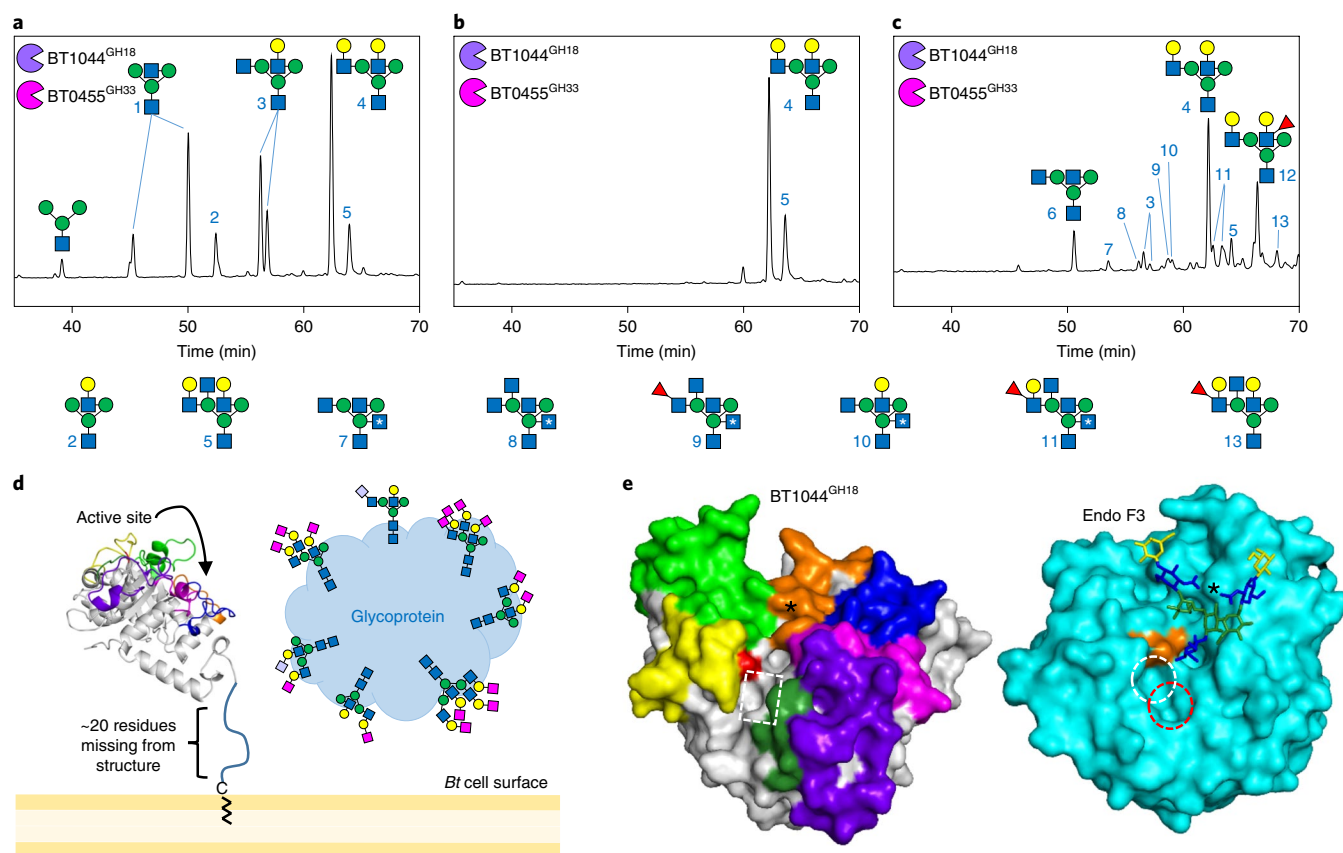 a
b
c
BT1044GH18
BT0455GH33
1
2
3
4
5
40
50
60
70
Time (min)
BT1044GH18
BT0455GH33
4
5
40
50
60
70
Time (min)
BT1044GH18
BT0455GH33
4
6
7
8
3
9
10
11
5
12
13
40
50
60
70
Time (min)
2
5
7
8
9
10
11
13
*
*
*
*
*
d
Active site
Glycoprotein
~20 residues
missing from
structure
C
Bt cell surface
e
BT1044GH18
*
Endo F3
*